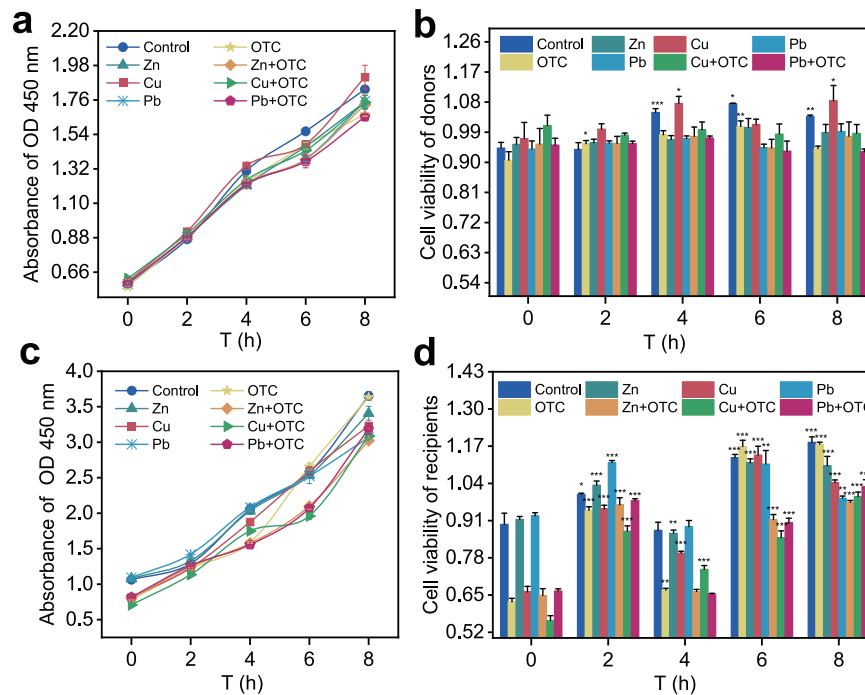 a
Absorbance of OD 450 nm
2.20
1.98
1.76
1.54
1.32
1.10
0.88
0.66
Control
Zn
Cu
Pb
OTC
Zn+OTC
Cu+OTC
Pb+OTC
0 2 4 6 8
T (h)
b
Cell viability of donors
1.26
1.17
1.08
0.99
0.90
0.81
0.72
0.63
0.54
Control Zn Cu Pb
OTC Pb Cu+OTC Pb+OTC
* *** * * ** ** *
0 2 4 6 8
T (h)
c
Absorbance of OD 450 nm
4.0
3.5
3.0
2.5
2.0
1.5
1.0
0.5
Control
Zn
Cu
Pb
OTC
Zn+OTC
Cu+OTC
Pb+OTC
0 2 4 6 8
T (h)
d
Cell viability of recipients
1.43
1.30
1.17
1.04
0.91
0.78
0.65
0.52
Control Zn Cu Pb
OTC Zn+OTC Cu+OTC Pb+OTC
0 2 4 6 8
T (h)